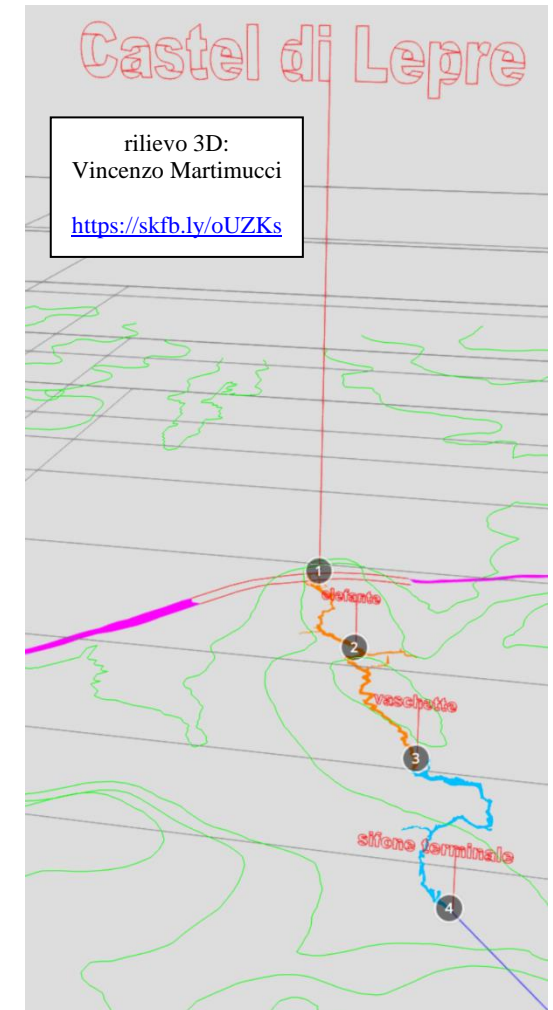 Castel di Lepre
rilievo 3D:
Vincenzo Martimucci
https://skfb.ly/oUZKs
1
elefante
2
vaschette
3
sifone terminale
4